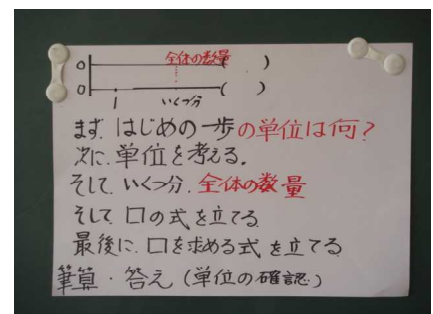 全体の数量
0 ( )
0 ( )
1 いくつ分
まず はじめの一歩の単位は何?
次に 単位を考える.
そして いくつ分. 全体の数量
そして □の式を立てる
最後に □を求める式を立てる
筆算・答え(単位の確認)